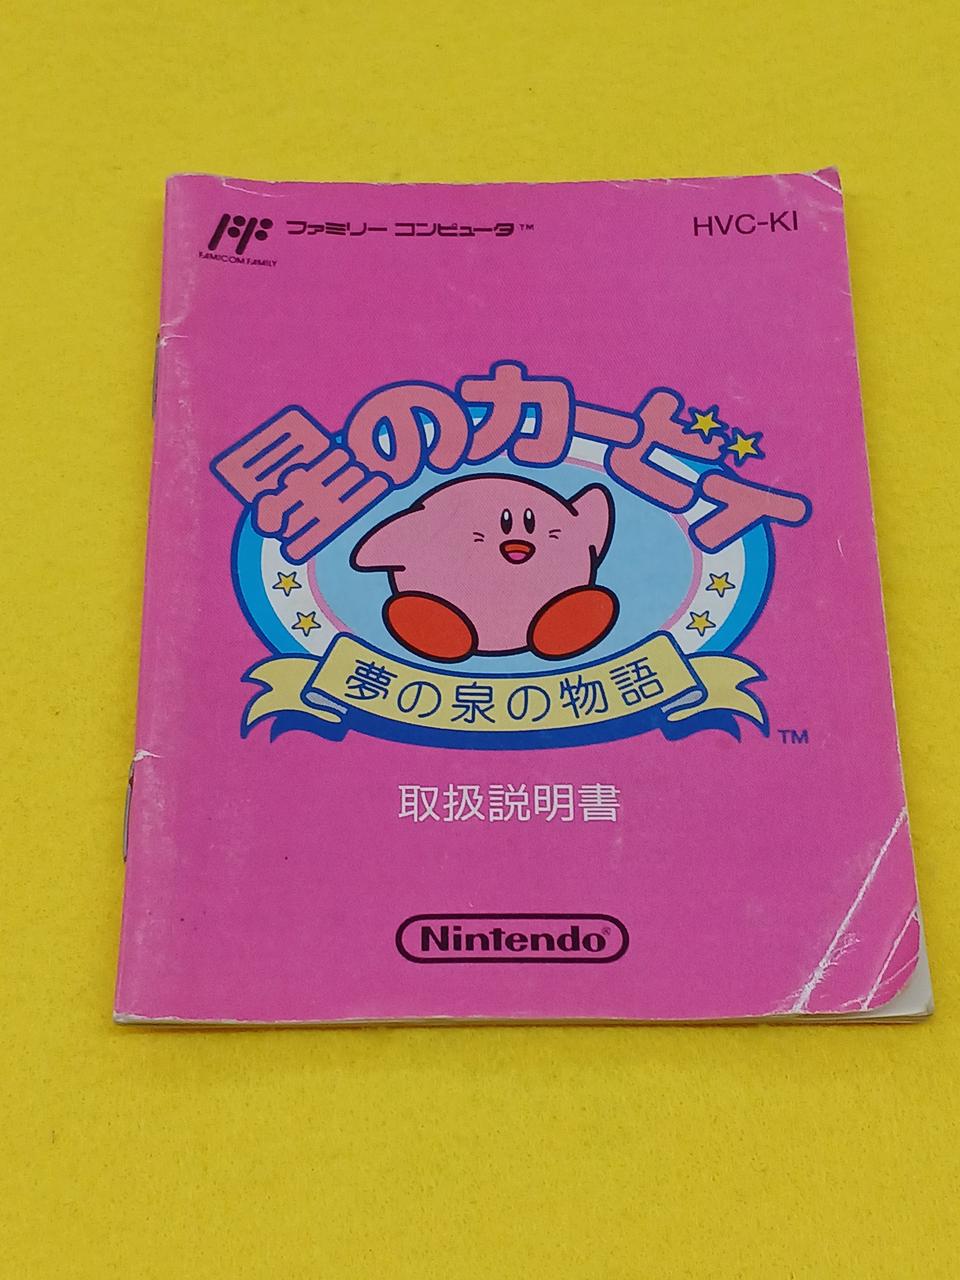 ファミリー コンピュータ™
HVC-KI
FAMICOM FAMILY
星のカービィ
夢の泉の物語
TM
取扱説明書
Nintendo®